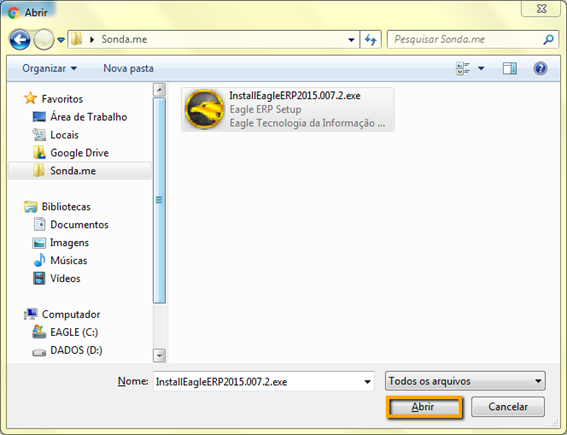 Abrir
Sonda.me
Pesquisar Sonda.me
Organizar
Nova pasta
Favoritos
Área de Trabalho
Locais
Google Drive
Sonda.me
Bibliotecas
Documentos
Imagens
Músicas
Vídeos
Computador
EAGLE (C:)
DADOS (D:)
InstallEagleERP2015.007.2.exe
Eagle ERP Setup
Eagle Tecnologia da Informação ...
Nome: InstallEagleERP2015.007.2.exe
Todos os arquivos
Abrir
Cancelar